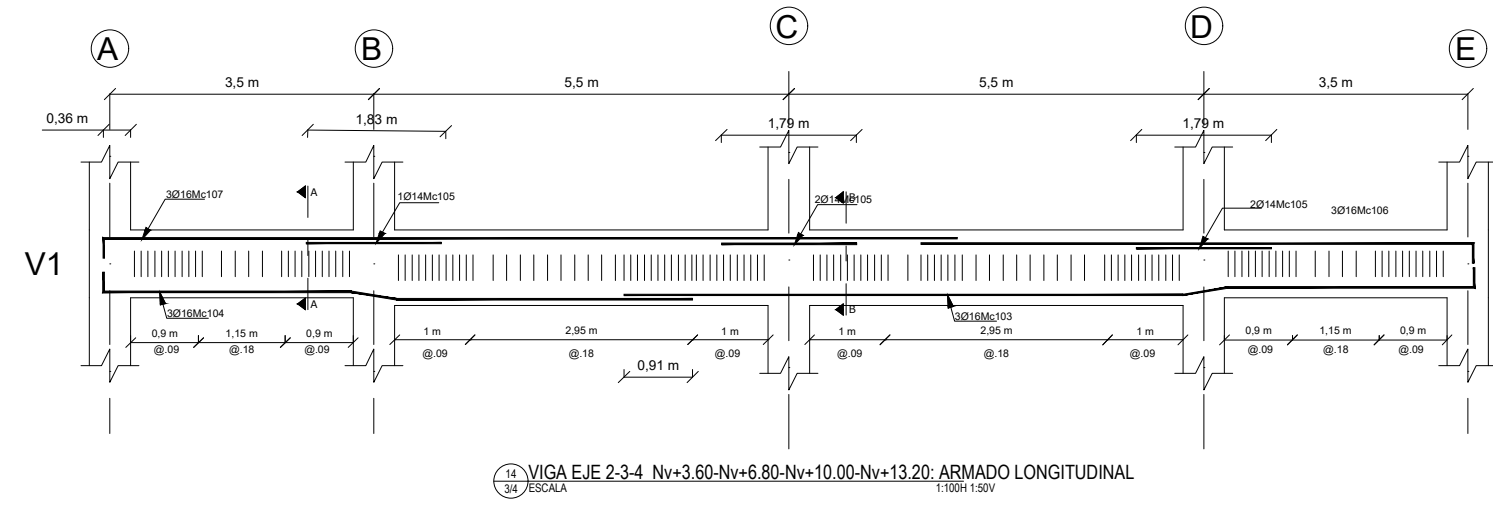 A B C D E
3,5 m 5,5 m 5,5 m 3,5 m
0,36 m 1,83 m 1,79 m 1,79 m
3Ø16Mc107 A 1Ø14Mc105 B 2Ø14Mc105 2Ø14Mc105 3Ø16Mc106
V1
3Ø16Mc104 A B 3Ø16Mc103
0,9 m 1,15 m 0,9 m 1 m 2,95 m 1 m 1 m 2,95 m 1 m 0,9 m 1,15 m 0,9 m
@.09 @.18 @.09 @.09 @.18 @.09 @.09 @.18 @.09 @.09 @.18 @.09
0,91 m
14 VIGA EJE 2-3-4 Nv+3.60-Nv+6.80-Nv+10.00-Nv+13.20: ARMADO LONGITUDINAL
3/4 ESCALA 1:100H 1:50V